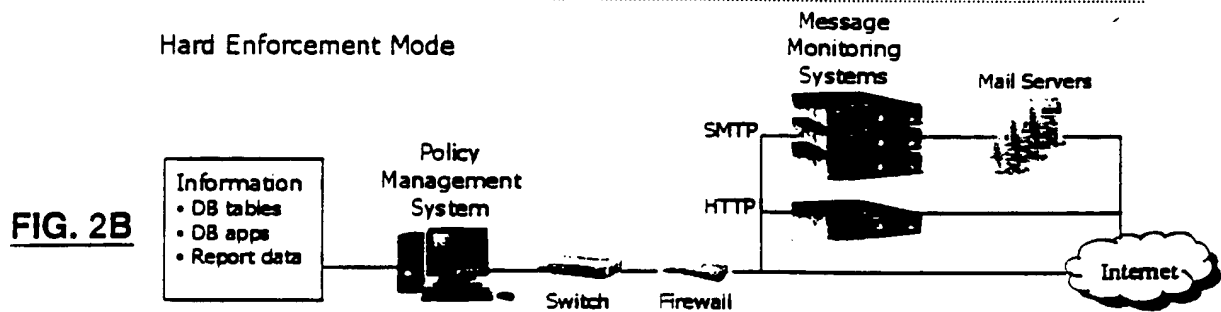 Hard Enforcement Mode
Message
Monitoring
Systems
Mail Servers
SMTP
HTTP
Policy
Management
System
Information
• DB tables
• DB apps
• Report data
FIG. 2B
Switch
Firewall
Internet